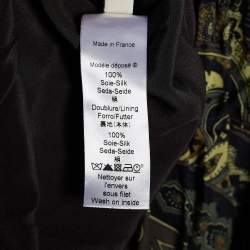 Made in France
Modèle déposé ©
100%
Soie-Silk
Seda-Seide
絹
Doublure/Lining
Forro/Futter
裏地(本体)
100%
Soie-Silk
Seda-Seide
絹
Nettoyer sur
l'envers
sous filet
Wash on inside